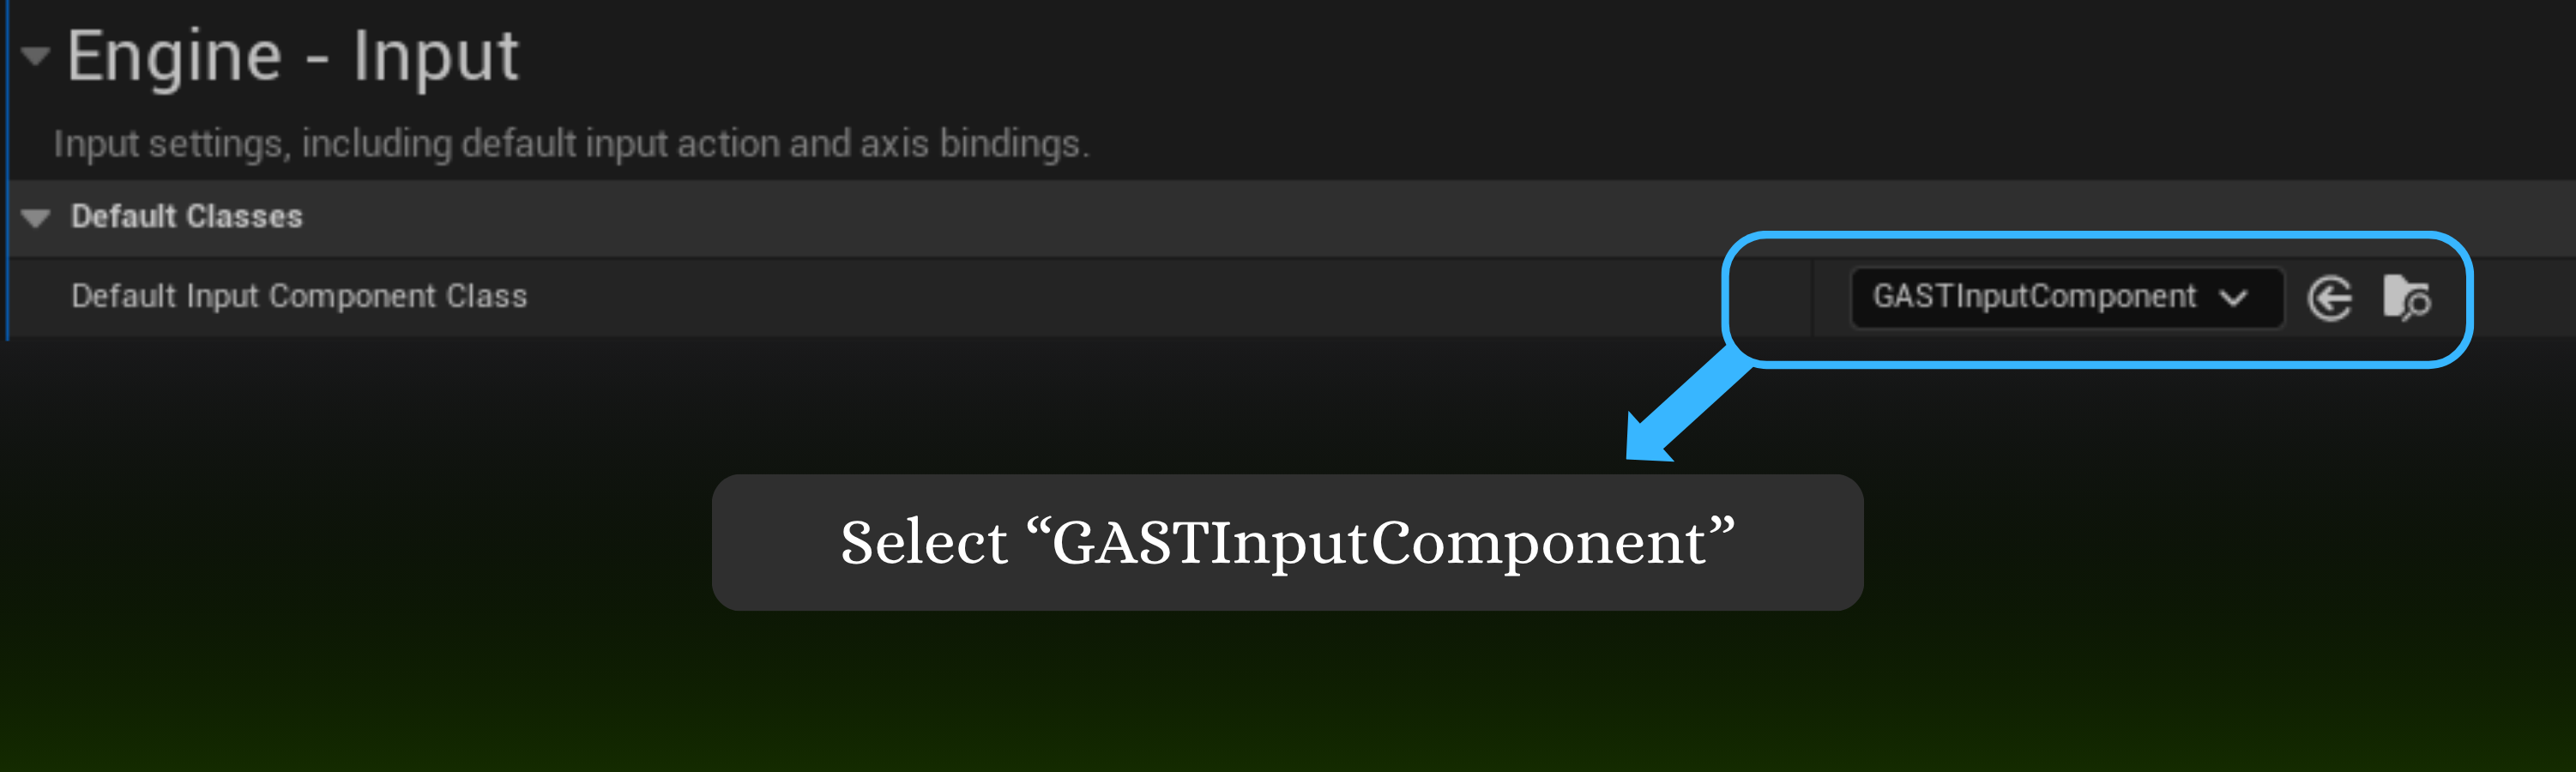 Engine - Input
Input settings, including default input action and axis bindings.
Default Classes
Default Input Component Class
GASTInputComponent
Select “GASTInputComponent”